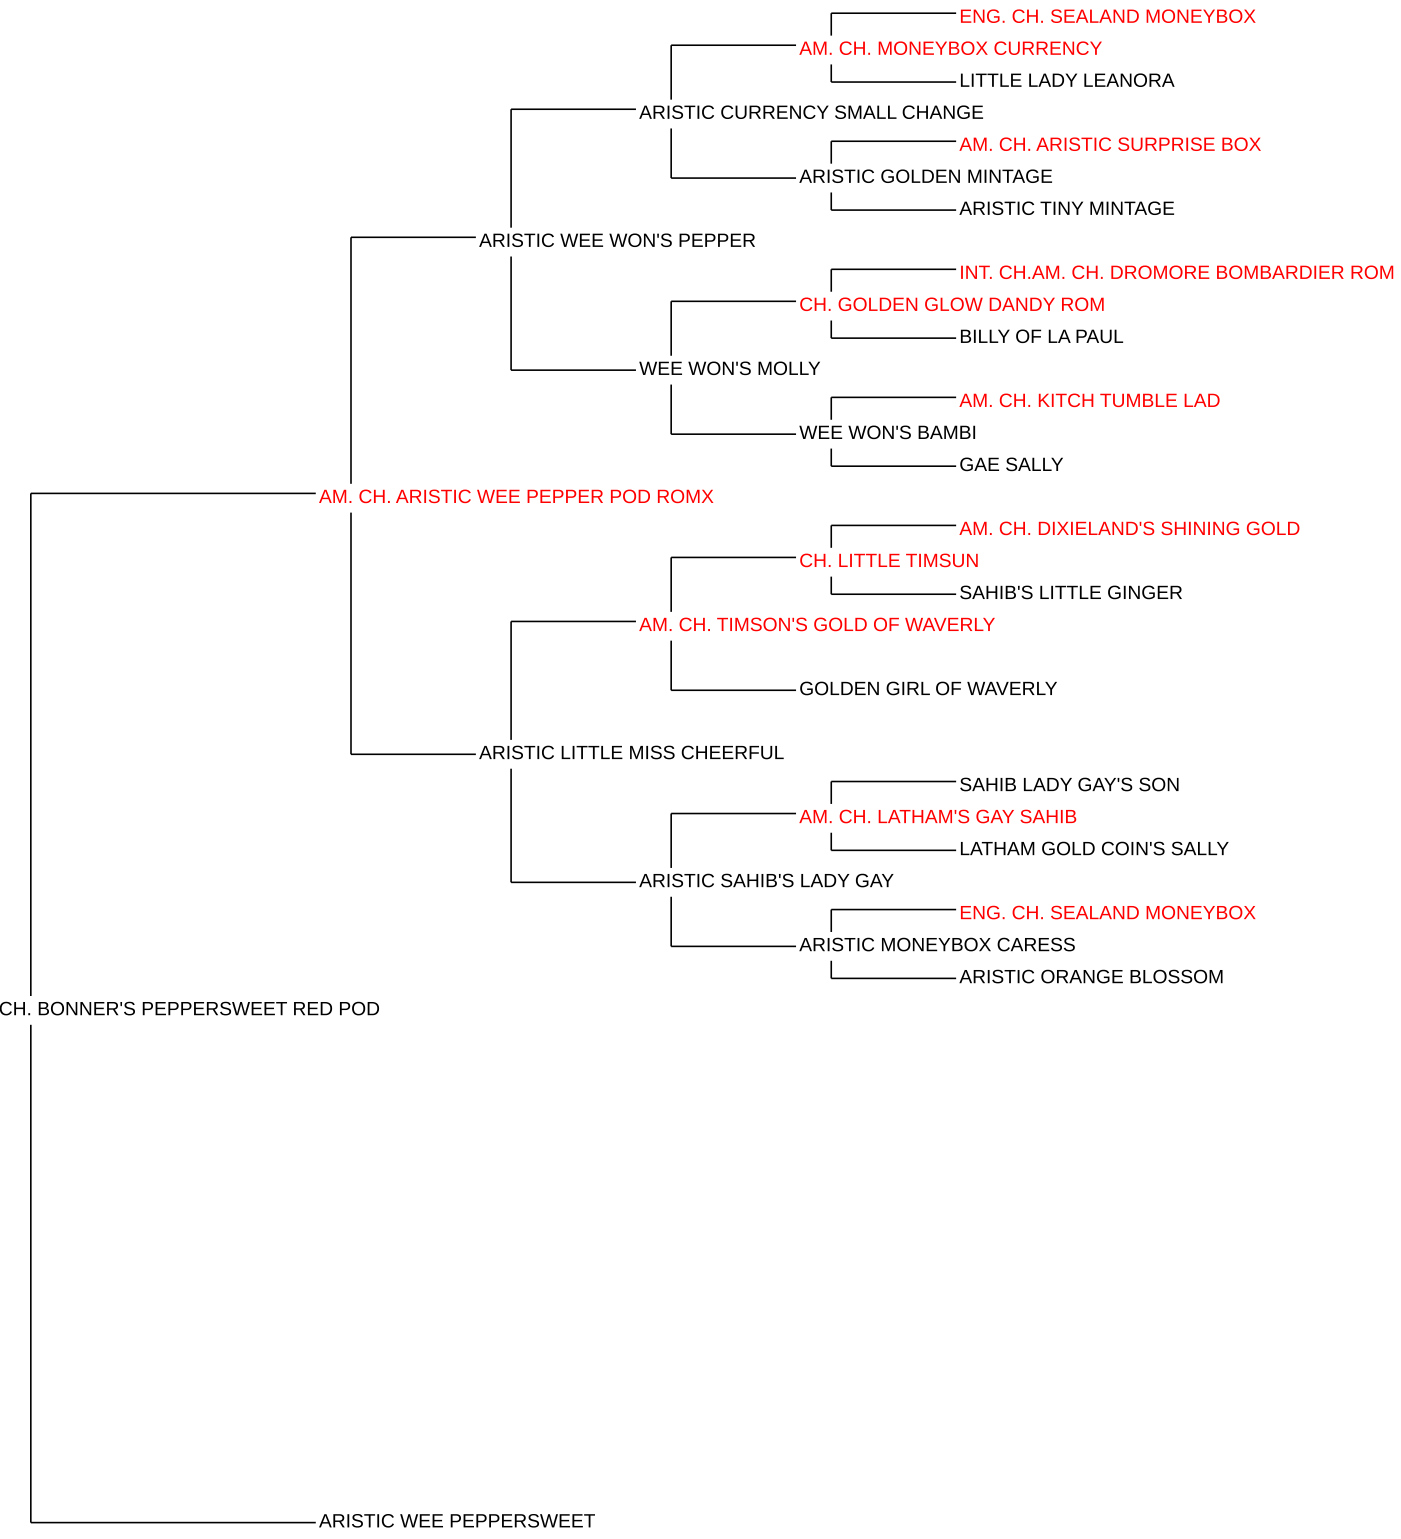 ENG. CH. SEALAND MONEYBOX
AM. CH. MONEYBOX CURRENCY
LITTLE LADY LEANORA
ARISTIC CURRENCY SMALL CHANGE
AM. CH. ARISTIC SURPRISE BOX
ARISTIC GOLDEN MINTAGE
ARISTIC TINY MINTAGE
ARISTIC WEE WON'S PEPPER
INT. CH.AM. CH. DROMORE BOMBARDIER ROM
CH. GOLDEN GLOW DANDY ROM
BILLY OF LA PAUL
WEE WON'S MOLLY
AM. CH. KITCH TUMBLE LAD
WEE WON'S BAMBI
GAE SALLY
AM. CH. ARISTIC WEE PEPPER POD ROMX
AM. CH. DIXIELAND'S SHINING GOLD
CH. LITTLE TIMSUN
SAHIB'S LITTLE GINGER
AM. CH. TIMSON'S GOLD OF WAVERLY
GOLDEN GIRL OF WAVERLY
ARISTIC LITTLE MISS CHEERFUL
SAHIB LADY GAY'S SON
AM. CH. LATHAM'S GAY SAHIB
LATHAM GOLD COIN'S SALLY
ARISTIC SAHIB'S LADY GAY
ENG. CH. SEALAND MONEYBOX
ARISTIC MONEYBOX CARESS
ARISTIC ORANGE BLOSSOM
CH. BONNER'S PEPPERSWEET RED POD
ARISTIC WEE PEPPERSWEET